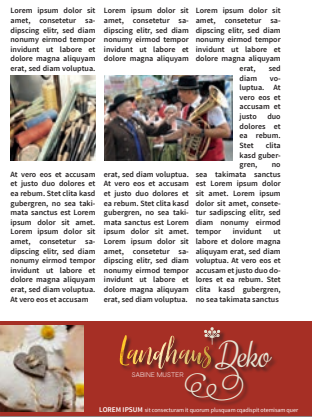 Lorem ipsum dolor sit
amet, consetetur sa-
dipscing elitr, sed diam
nonumy eirmod tempor
invidunt ut labore et
dolore magna aliquyam
erat, sed diam voluptua.
At vero eos et accusam
et justo duo dolores et
ea rebum. Stet clita kasd
gubergren, no sea taki-
mata sanctus est Lorem
ipsum dolor sit amet.
Lorem ipsum dolor sit
amet, consetetur sa-
dipscing elitr, sed diam
nonumy eirmod tempor
invidunt ut labore et
dolore magna aliquyam
erat, sed diam voluptua.
At vero eos et accusam
Lorem ipsum dolor sit
amet, consetetur sa-
dipscing elitr, sed diam
nonumy eirmod tempor
invidunt ut labore et
dolore magna aliquyam
erat, sed diam voluptua.
At vero eos et accusam
et justo duo dolores et
ea rebum. Stet clita kasd
gubergren, no sea taki-
mata sanctus est Lorem
ipsum dolor sit amet.
Lorem ipsum dolor sit
amet, consetetur sa-
dipscing elitr, sed diam
nonumy eirmod tempor
invidunt ut labore et
dolore magna aliquyam
erat, sed diam voluptua.
Lorem ipsum dolor sit
amet, consetetur sa-
dipscing elitr, sed diam
nonumy eirmod tempor
invidunt ut labore et
dolore magna aliquyam
erat, sed
diam vo-
luptua. At
vero eos et
accusam et
justo duo
dolores et
ea rebum.
Stet clita
kasd guber-
gren, no
sea takimata sanctus
est Lorem ipsum dolor
sit amet. Lorem ipsum
dolor sit amet, consete-
tur sadipscing elitr, sed
diam nonumy eirmod
tempor invidunt ut la-
bore et dolore magna
aliquyam erat, sed diam
voluptua. At vero eos et
accusam et justo duo do-
lores et ea rebum. Stet
clita kasd gubergren,
no sea takimata sanctus
Landhaus Deko
SABINE MUSTER
LOREM IPSUM sit consecturam it quorum plusquam cqadispit otestiam quer